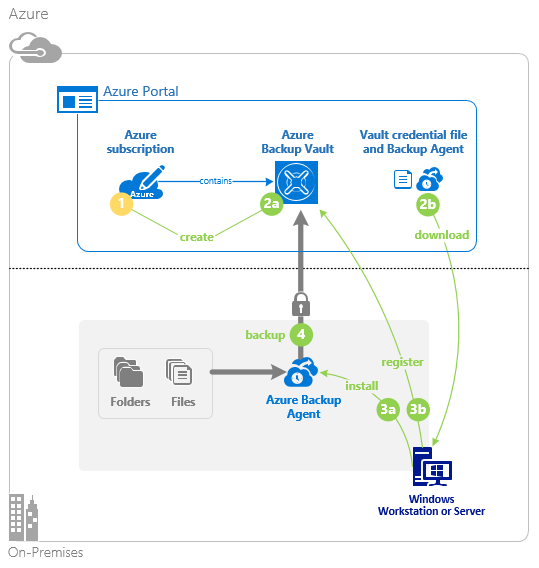 Azure
Azure Portal
Azure
subscription
Azure
Backup Vault
Vault credential file
and Backup Agent
contains
Azure
1
2a
2b
create
download
backup
4
register
install
Folders
Files
Azure Backup
Agent
3a
3b
Windows
Workstation or Server
On-Premises